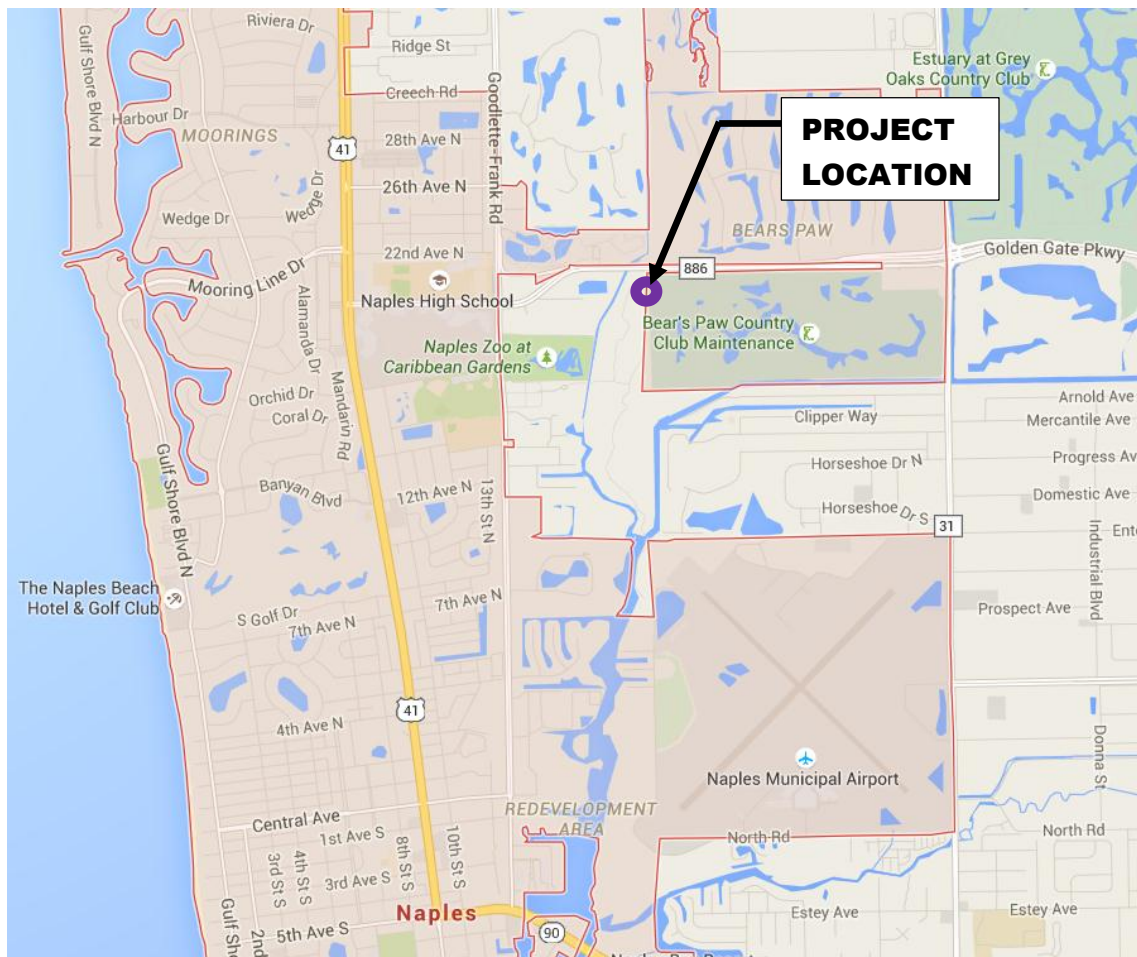 Riviera Dr
Ridge St
Creech Rd
Gulf Shore Blvd N
Harbour Dr
MOORINGS
Goodlette-Frank Rd
28th Ave N
41
26th Ave N
Wedge Dr
Wedge Dr
22nd Ave N
Mooring Line Dr
Naples High School
Alamanda Dr
Estuary at Grey
Oaks Country Club
PROJECT
LOCATION
BEARS PAW
Golden Gate Pkwy
886
Bear's Paw Country
Club Maintenance
Naples Zoo at
Caribbean Gardens
Orchid Dr
Coral Dr
Mandarin Rd
Arnold Ave
Mercantile Ave
Clipper Way
Progress Av
Horseshoe Dr N
Domestic Ave
Horseshoe Dr S
31
Industrial Blvd
Gulf Shore Blvd N
Banyan Blvd
12th Ave N
13th St N
The Naples Beach
Hotel & Golf Club
S Golf Dr
7th Ave N
7th Ave N
Prospect Ave
4th Ave N
41
Naples Municipal Airport
Donna St
REDEVELOPMENT
AREA
Central Ave
1st Ave S
North Rd
North Rd
3rd St S
4th St S
8th St S
10th St S
3rd Ave S
Naples
5th Ave S
90
Estey Ave
Estey Ave